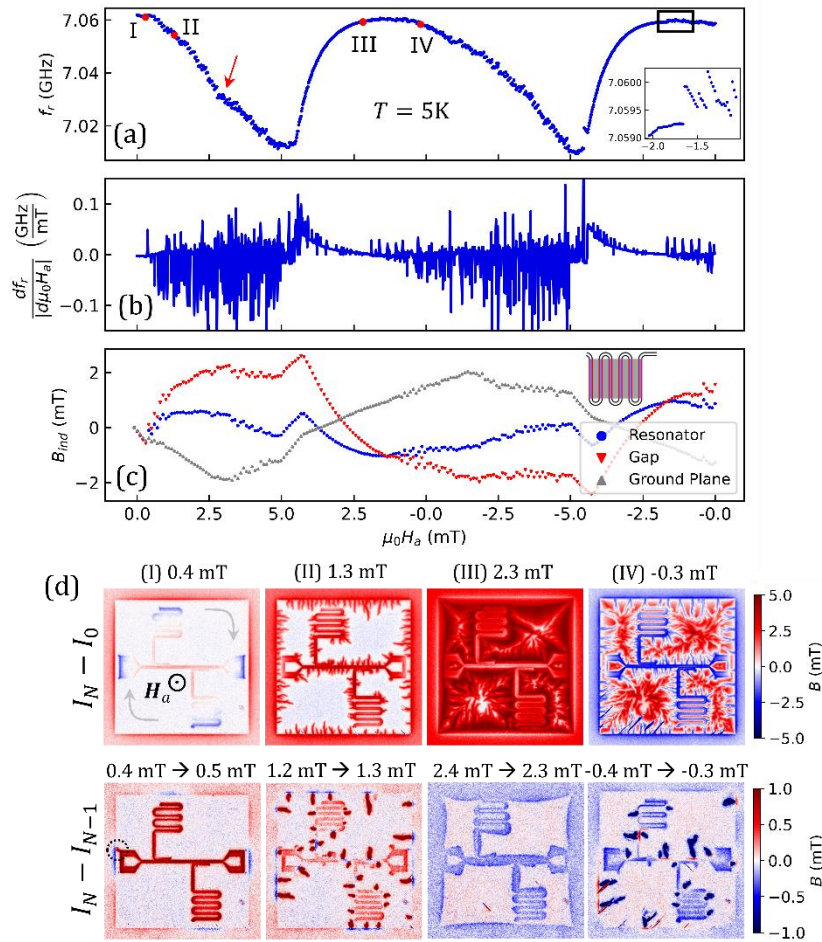 7.06
7.04
7.02
f_r (GHz)
I
II
III
IV
(a)
T = 5K
7.0600
7.0595
7.0590
-2.0
-1.5
0.1
0.0
-0.1
df_r / |dμ₀H_a| (GHz / mT)
(b)
2
0
-2
B_ind (mT)
(c)
Resonator
Gap
Ground Plane
0.0
2.5
5.0
2.5
-0.0
-2.5
-5.0
-2.5
-0.0
μ₀H_a (mT)
(d)
(I) 0.4 mT
(II) 1.3 mT
(III) 2.3 mT
(IV) -0.3 mT
I_N − I_0
H_a
5.0
2.5
0.0
-2.5
-5.0
B (mT)
0.4 mT → 0.5 mT
1.2 mT → 1.3 mT
2.4 mT → 2.3 mT
-0.4 mT → -0.3 mT
I_N − I_{N−1}
1.0
0.5
0.0
-0.5
-1.0
B (mT)